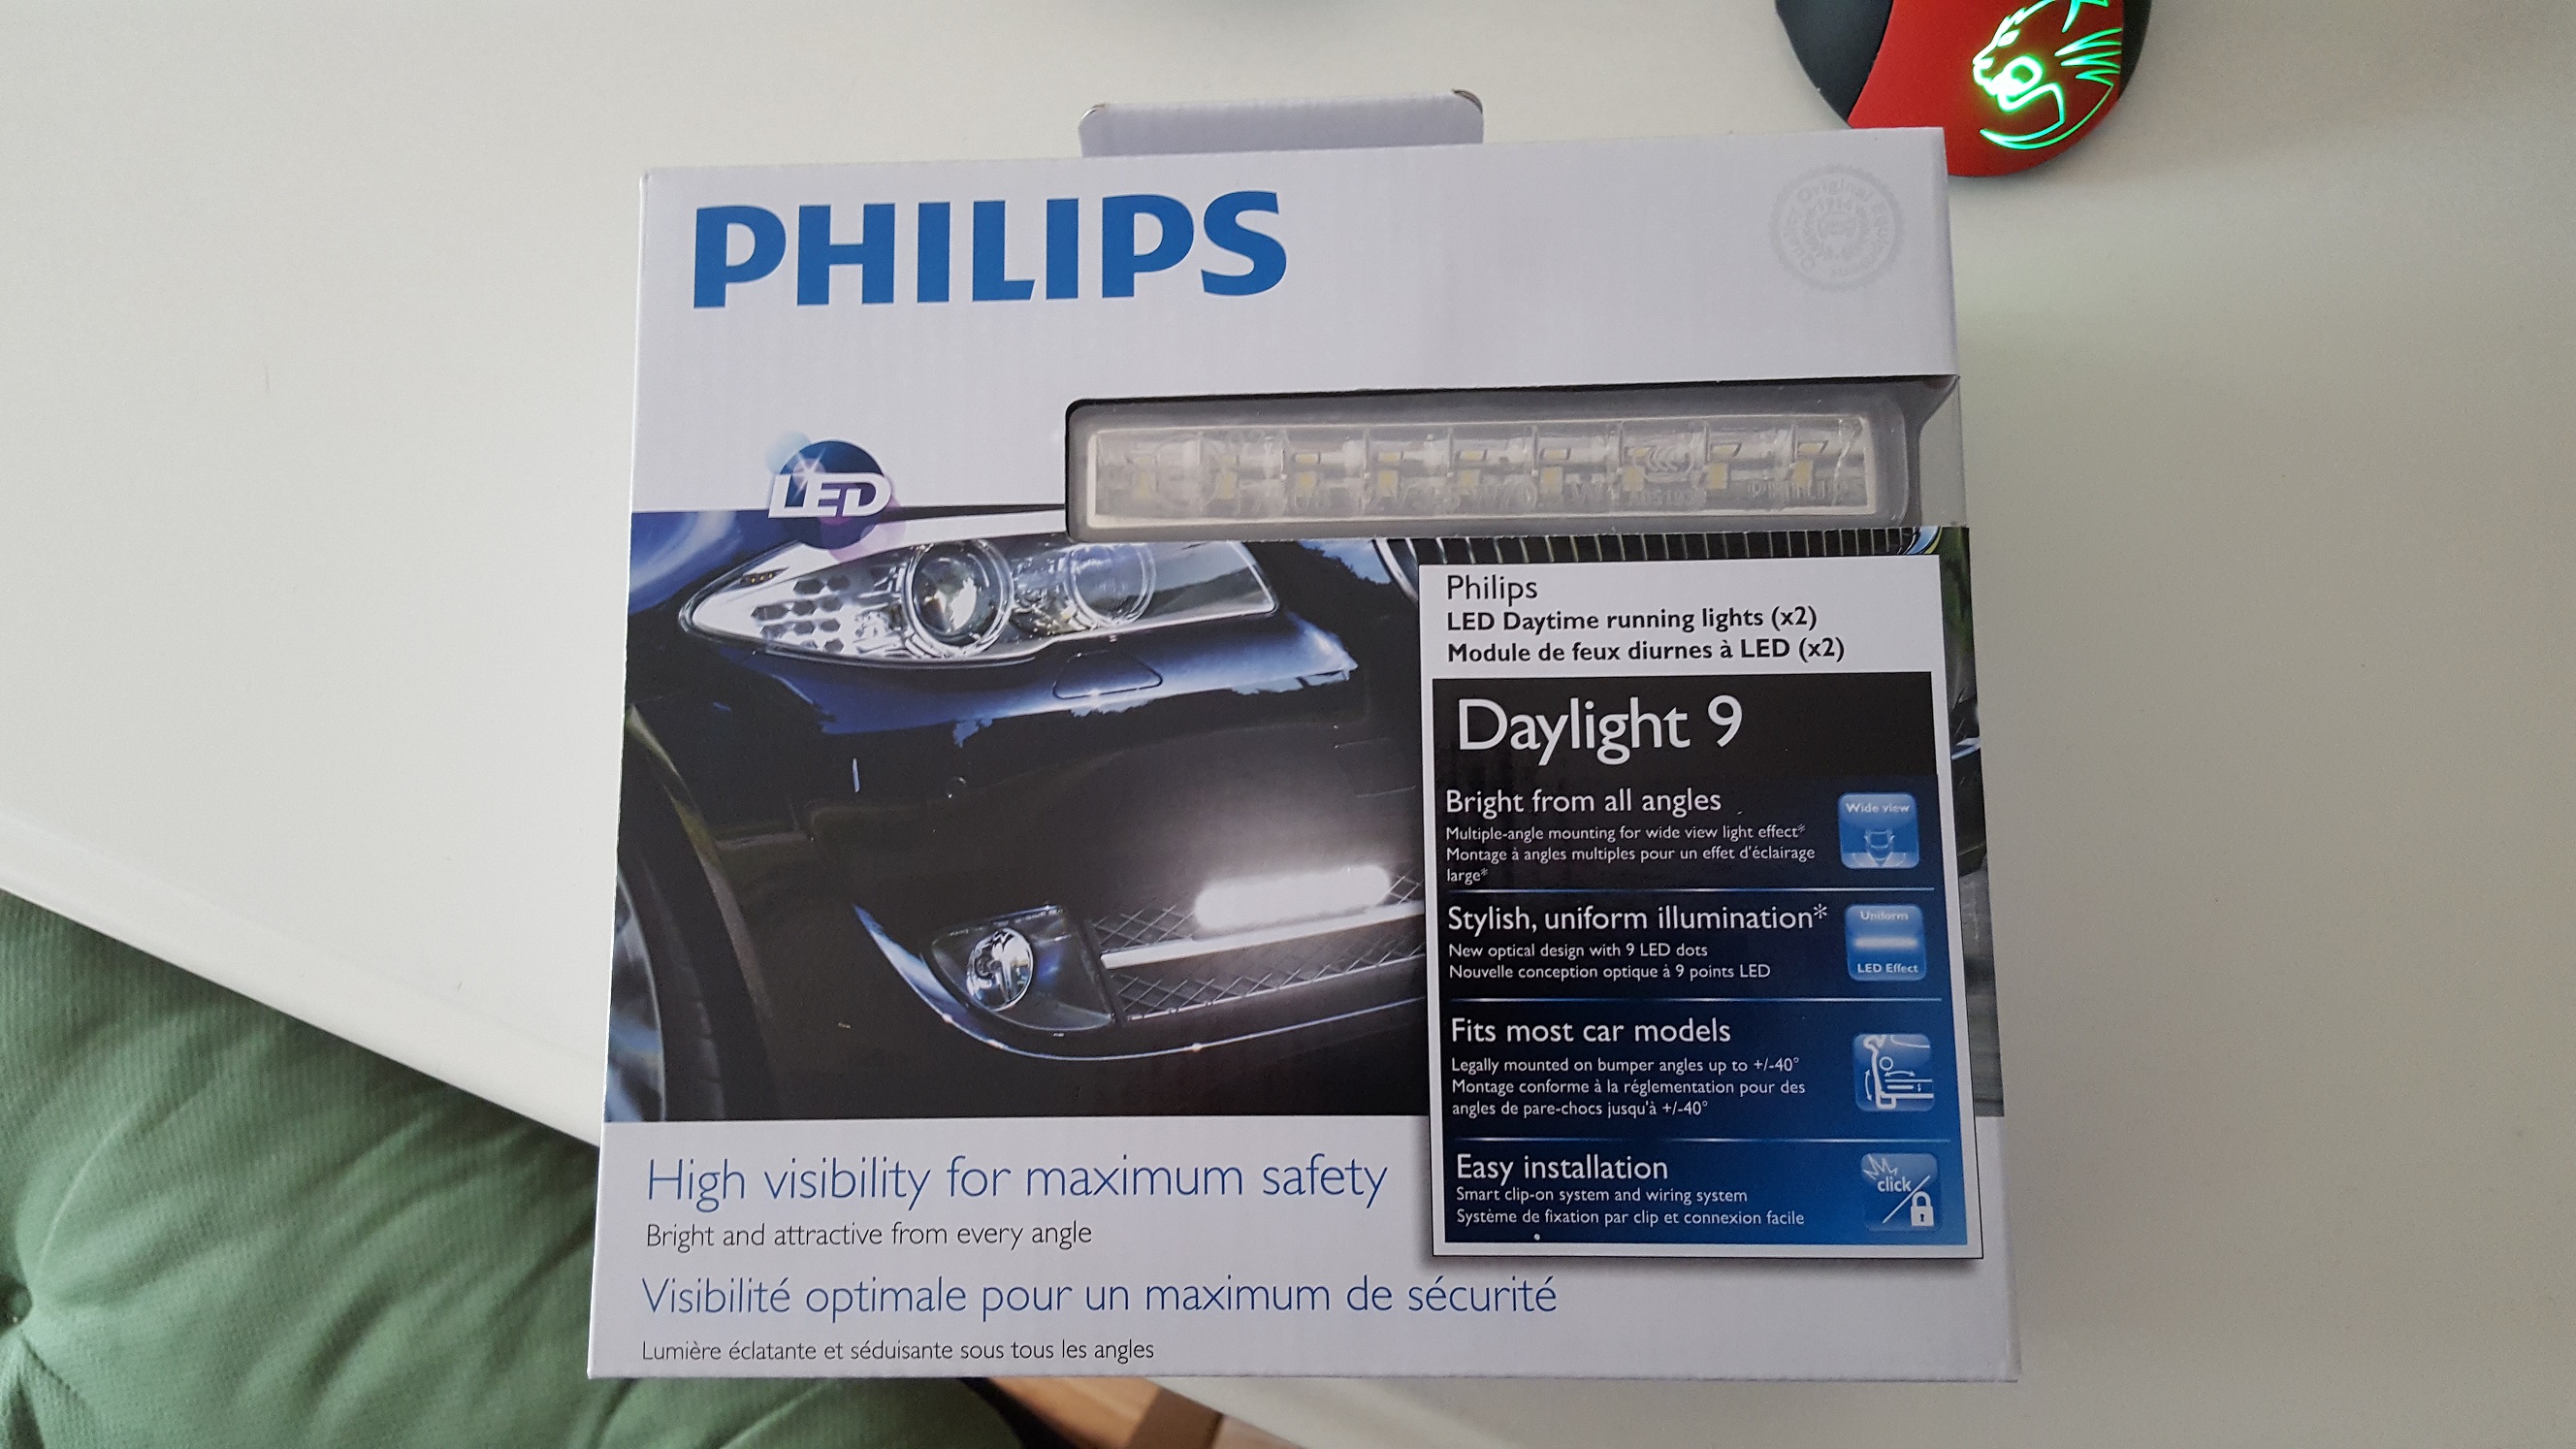 PHILIPS
LED
Philips
LED Daytime running lights (x2)
Module de feux diurnes à LED (x2)
Daylight 9
Bright from all angles
Multiple-angle mounting for wide view light effect*
Montage à angles multiples pour un effet d'éclairage
large*
Wide view
Stylish, uniform illumination*
New optical design with 9 LED dots
Nouvelle conception optique à 9 points LED
Uniform
LED Effect
Fits most car models
Legally mounted on bumper angles up to +/-40°
Montage conforme à la réglementation pour des
angles de pare-chocs jusqu'à +/-40°
Easy installation
Smart clip-on system and wiring system
Système de fixation par clip et connexion facile
click
High visibility for maximum safety
Bright and attractive from every angle
Visibilité optimale pour un maximum de sécurité
Lumière éclatante et séduisante sous tous les angles